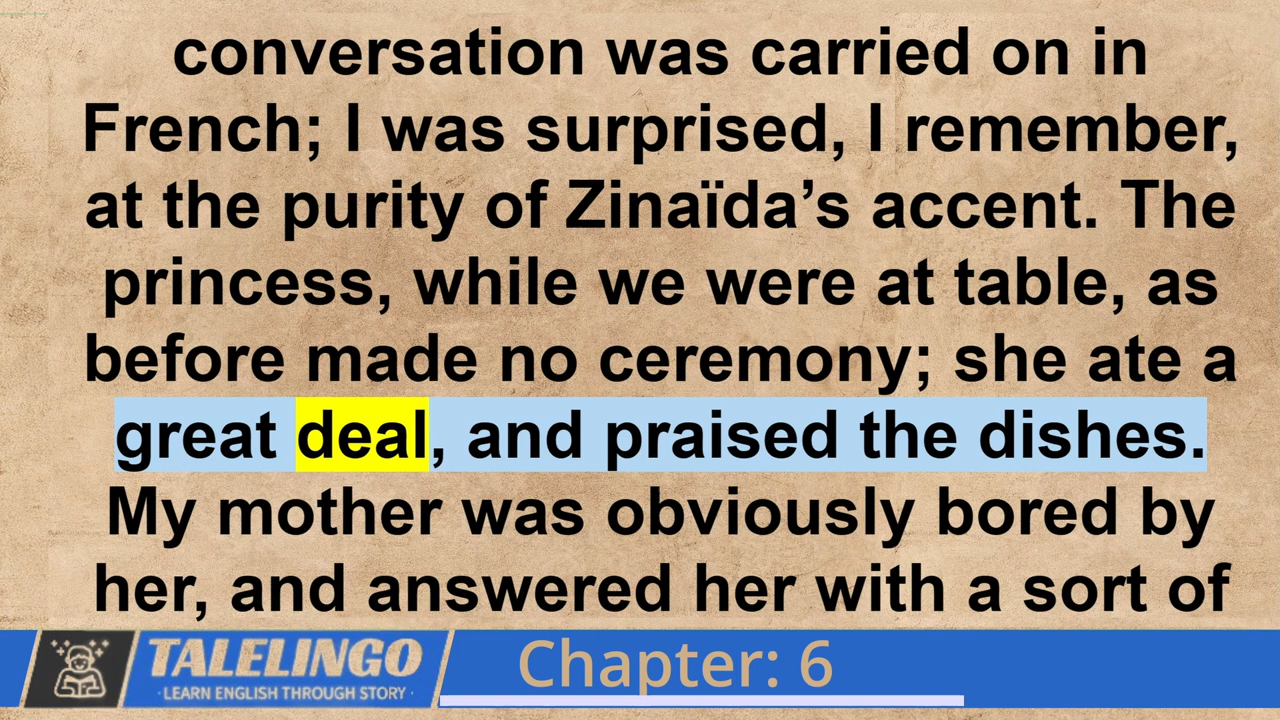 conversation was carried on in
French; I was surprised, I remember,
at the purity of Zinaïda’s accent. The
princess, while we were at table, as
before made no ceremony; she ate a
great deal, and praised the dishes.
My mother was obviously bored by
her, and answered her with a sort of
TALELINGO
·LEARN ENGLISH THROUGH STORY·
Chapter: 6